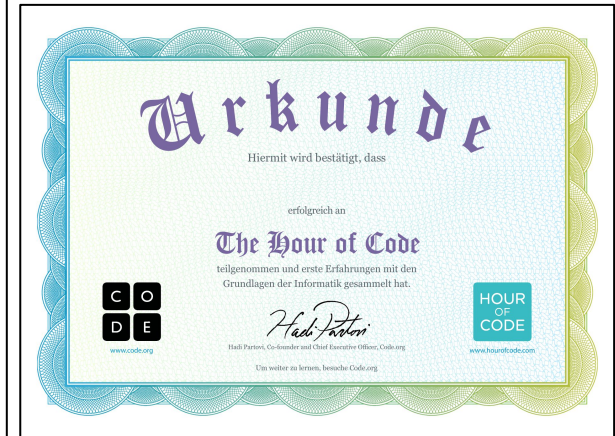 Urkunde
Hiermit wird bestätigt, dass
erfolgreich an
The Hour of Code
teilgenommen und erste Erfahrungen mit den
Grundlagen der Informatik gesammelt hat.
C O
D E
www.code.org
Hadi Partovi
Hadi Partovi, Co-founder and Chief Executive Officer, Code.org
HOUR
OF
CODE
www.hourofcode.com
Um weiter zu lernen, besuche Code.org